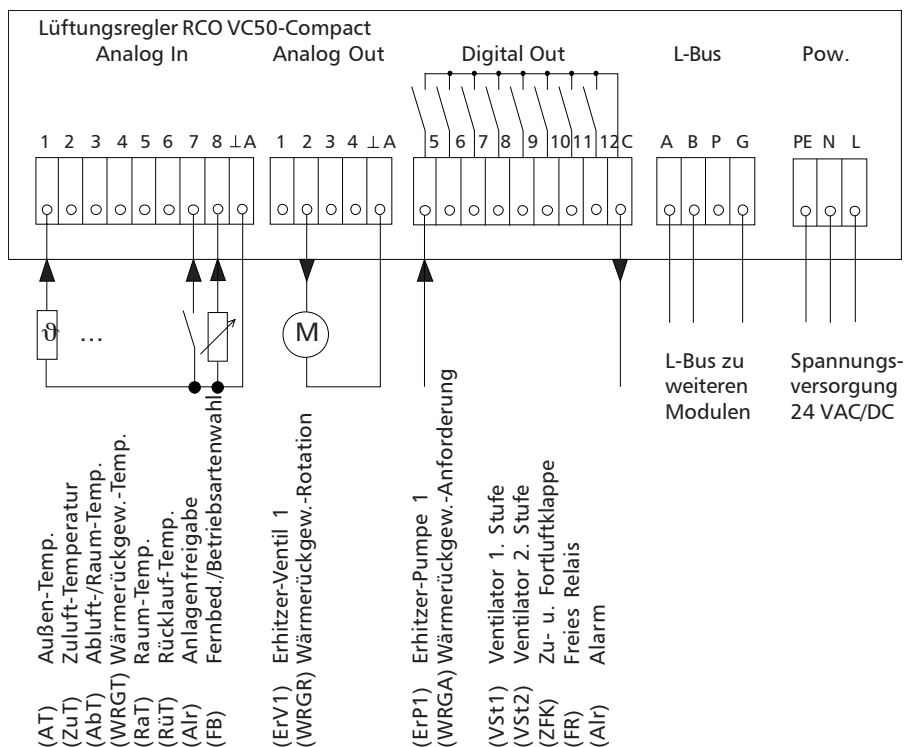 Lüftungsregler RCO VC50-Compact
Analog In Analog Out Digital Out L-Bus Pow.
1 2 3 4 5 6 7 8 ⊥ A 1 2 3 4 ⊥ A 5 6 7 8 9 10 11 12 C A B P G PE N L
ϑ ...
M
L-Bus zu
weiteren
Modulen
Spannungs-
versorgung
24 VAC/DC
(AT) Außen-Temp.
(ZuT) Zuluft-Temperatur
(AbT) Abluft-/Raum-Temp.
(WRGT) Wärmerückgew.-Temp.
(RaT) Raum-Temp.
(RüT) Rücklauf-Temp.
(Alr) Anlagenfreigabe
(FB) Fernbed./Betriebsartenwahl
(ErV1) Erhitzer-Ventil 1
(WRGR) Wärmerückgew.-Rotation
(ErP1) Erhitzer-Pumpe 1
(WRGA) Wärmerückgew.-Anforderung
(VSt1) Ventilator 1. Stufe
(VSt2) Ventilator 2. Stufe
(ZFK) Zu- u. Fortluftklappe
(FR) Freies Relais
(Alr) Alarm